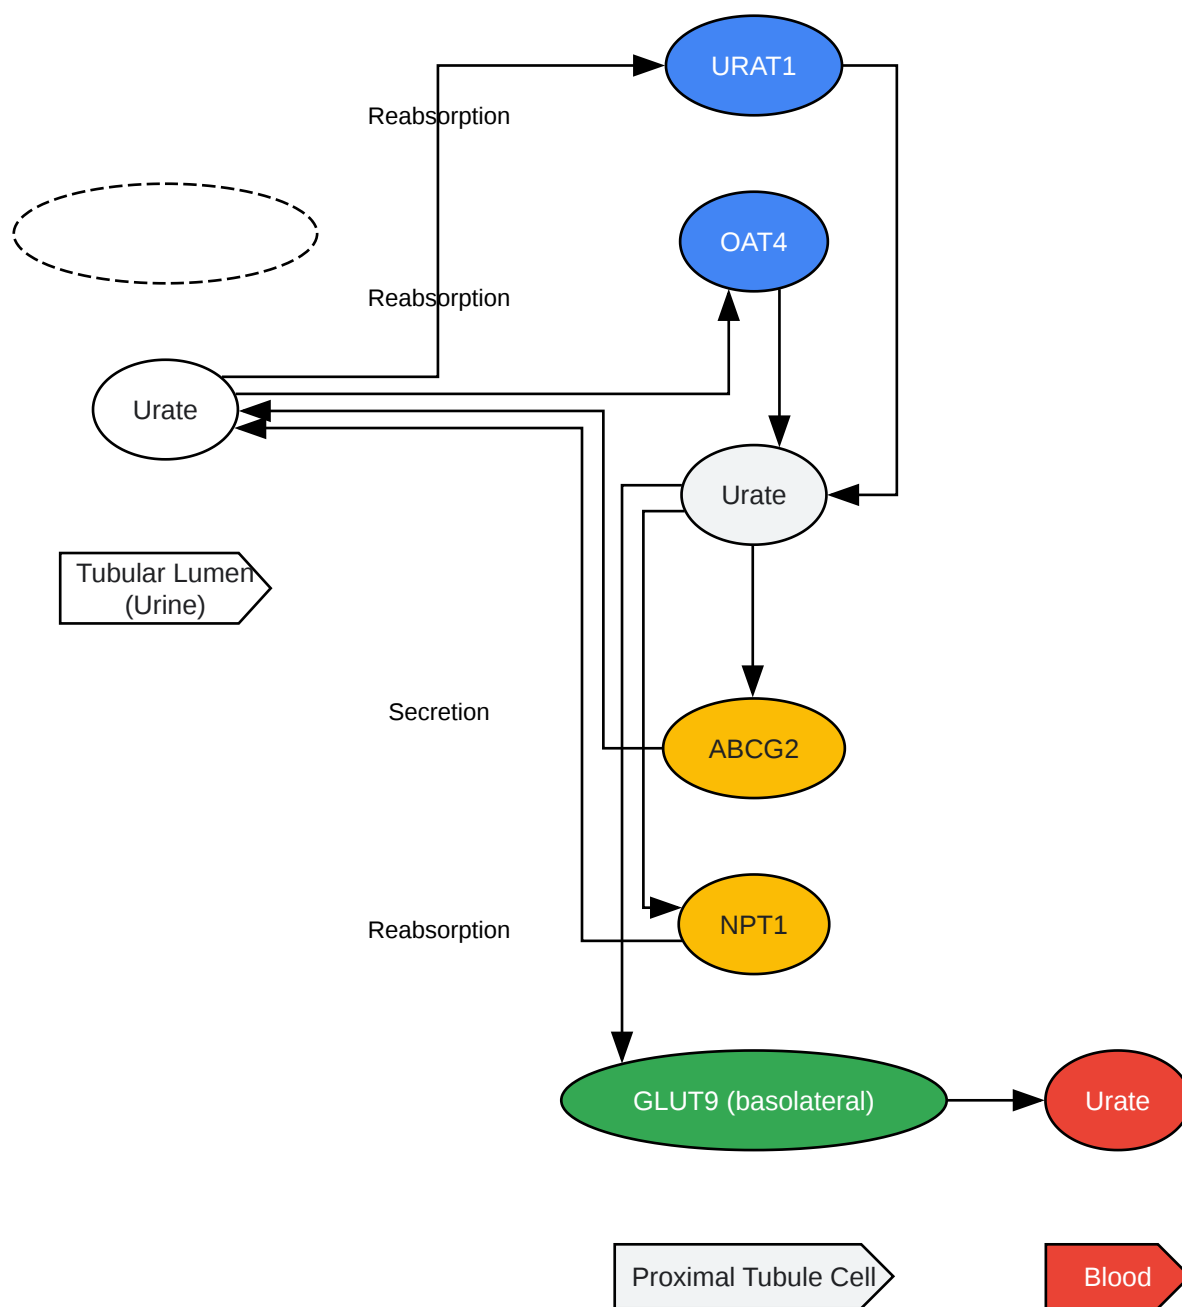 URAT1
Reabsorption
OAT4
Reabsorption
Urate
Urate
Tubular Lumen
(Urine)
Secretion
ABCG2
NPT1
Reabsorption
GLUT9 (basolateral)
Urate
Proximal Tubule Cell
Blood